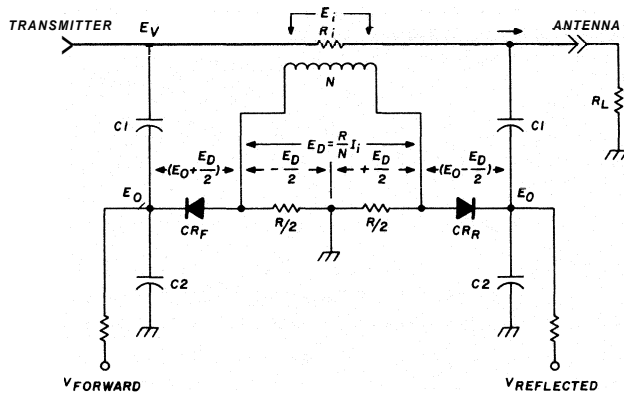 TRANSMITTER
E_V
E_i
R_i
ANTENNA
N
R_L
C1
C1
E_D = R/N I_i
(E_O + E_D/2)
- E_D/2
+ E_D/2
(E_O - E_D/2)
E_O
E_O
CR_F
R/2
R/2
CR_R
C2
C2
V_FORWARD
V_REFLECTED